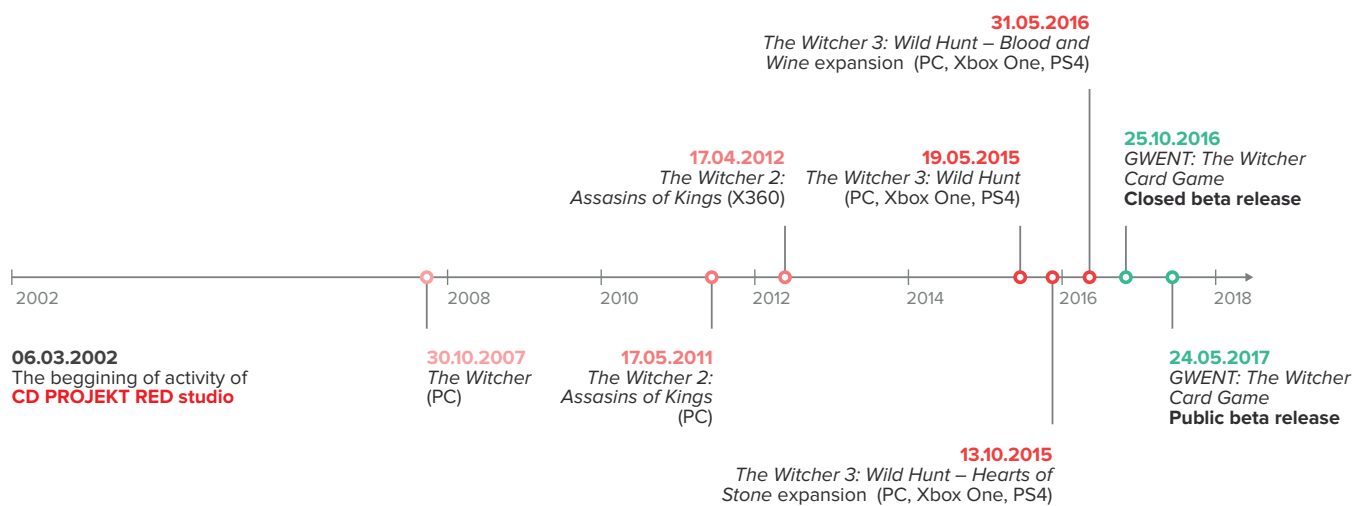 31.05.2016
The Witcher 3: Wild Hunt – Blood and
Wine expansion (PC, Xbox One, PS4)
25.10.2016
GWENT: The Witcher
Card Game
Closed beta release
17.04.2012
The Witcher 2:
Assasins of Kings (X360)
19.05.2015
The Witcher 3: Wild Hunt
(PC, Xbox One, PS4)
2002
2008
2010
2012
2014
2016
2018
06.03.2002
The beggining of activity of
CD PROJEKT RED studio
30.10.2007
The Witcher
(PC)
17.05.2011
The Witcher 2:
Assasins of Kings
(PC)
24.05.2017
GWENT: The Witcher
Card Game
Public beta release
13.10.2015
The Witcher 3: Wild Hunt – Hearts of
Stone expansion (PC, Xbox One, PS4)